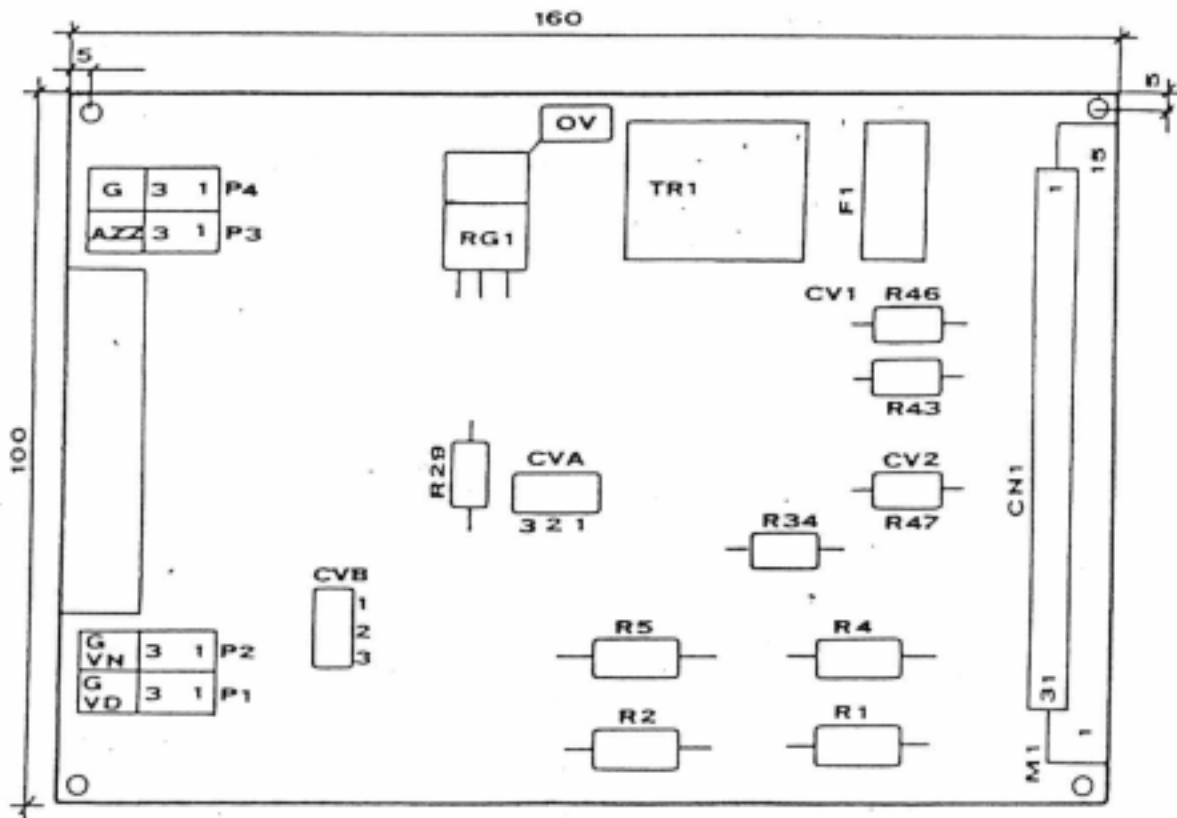 160
5
5
OV
15
1
G 3 1 P4
TR1
F1
AZZ 3 1 P3
RG1
CV1 R46
R43
100
R29
CVA
CV2
CN1
3 2 1
R34
R47
CVB
1
2
3
G VN 3 1 P2
R5
R4
G VD 3 1 P1
31
R2
R1
1
M1